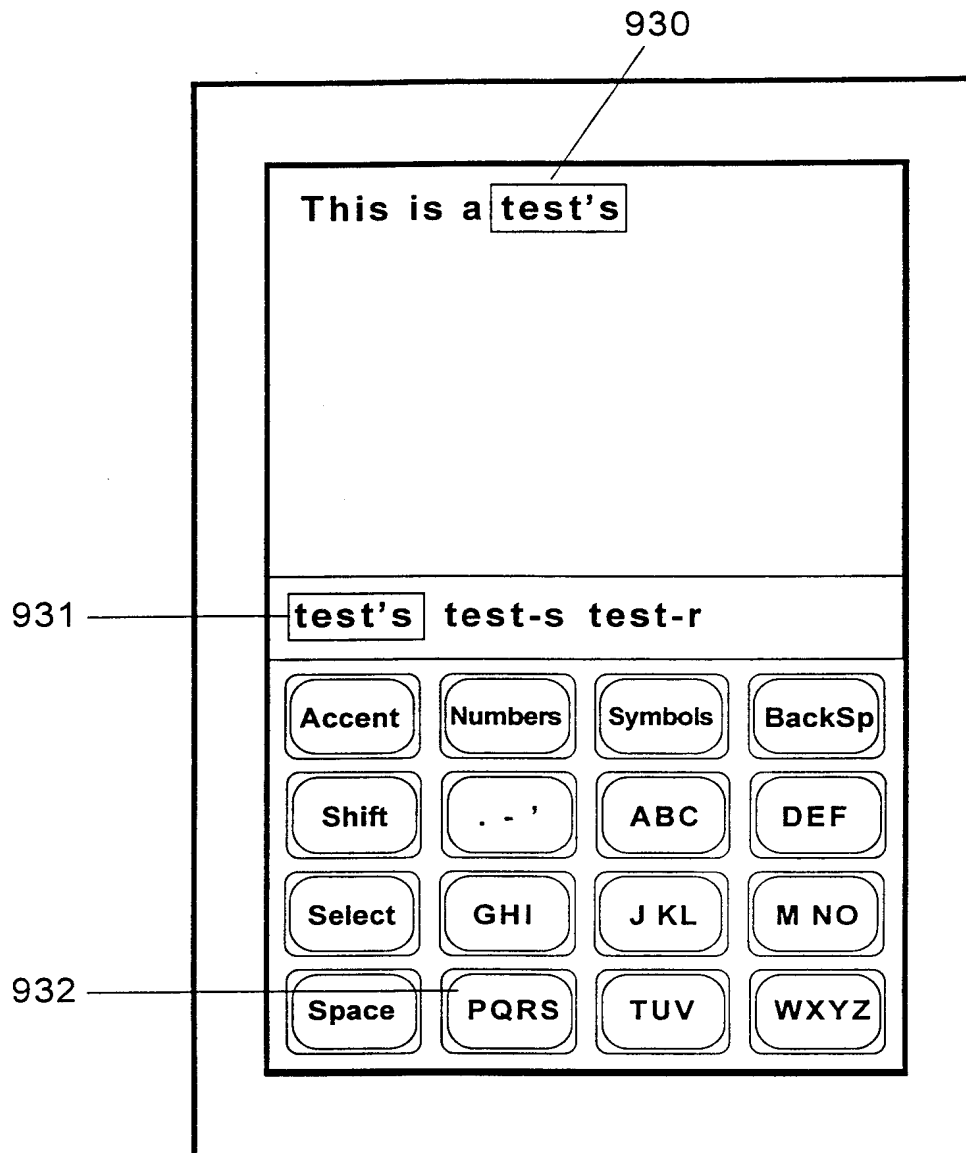 930
This is a test's
931 test's test-s test-r
Accent Numbers Symbols BackSp
Shift . - ' ABC DEF
Select GHI J KL M NO
932 Space PQRS TUV WXYZ